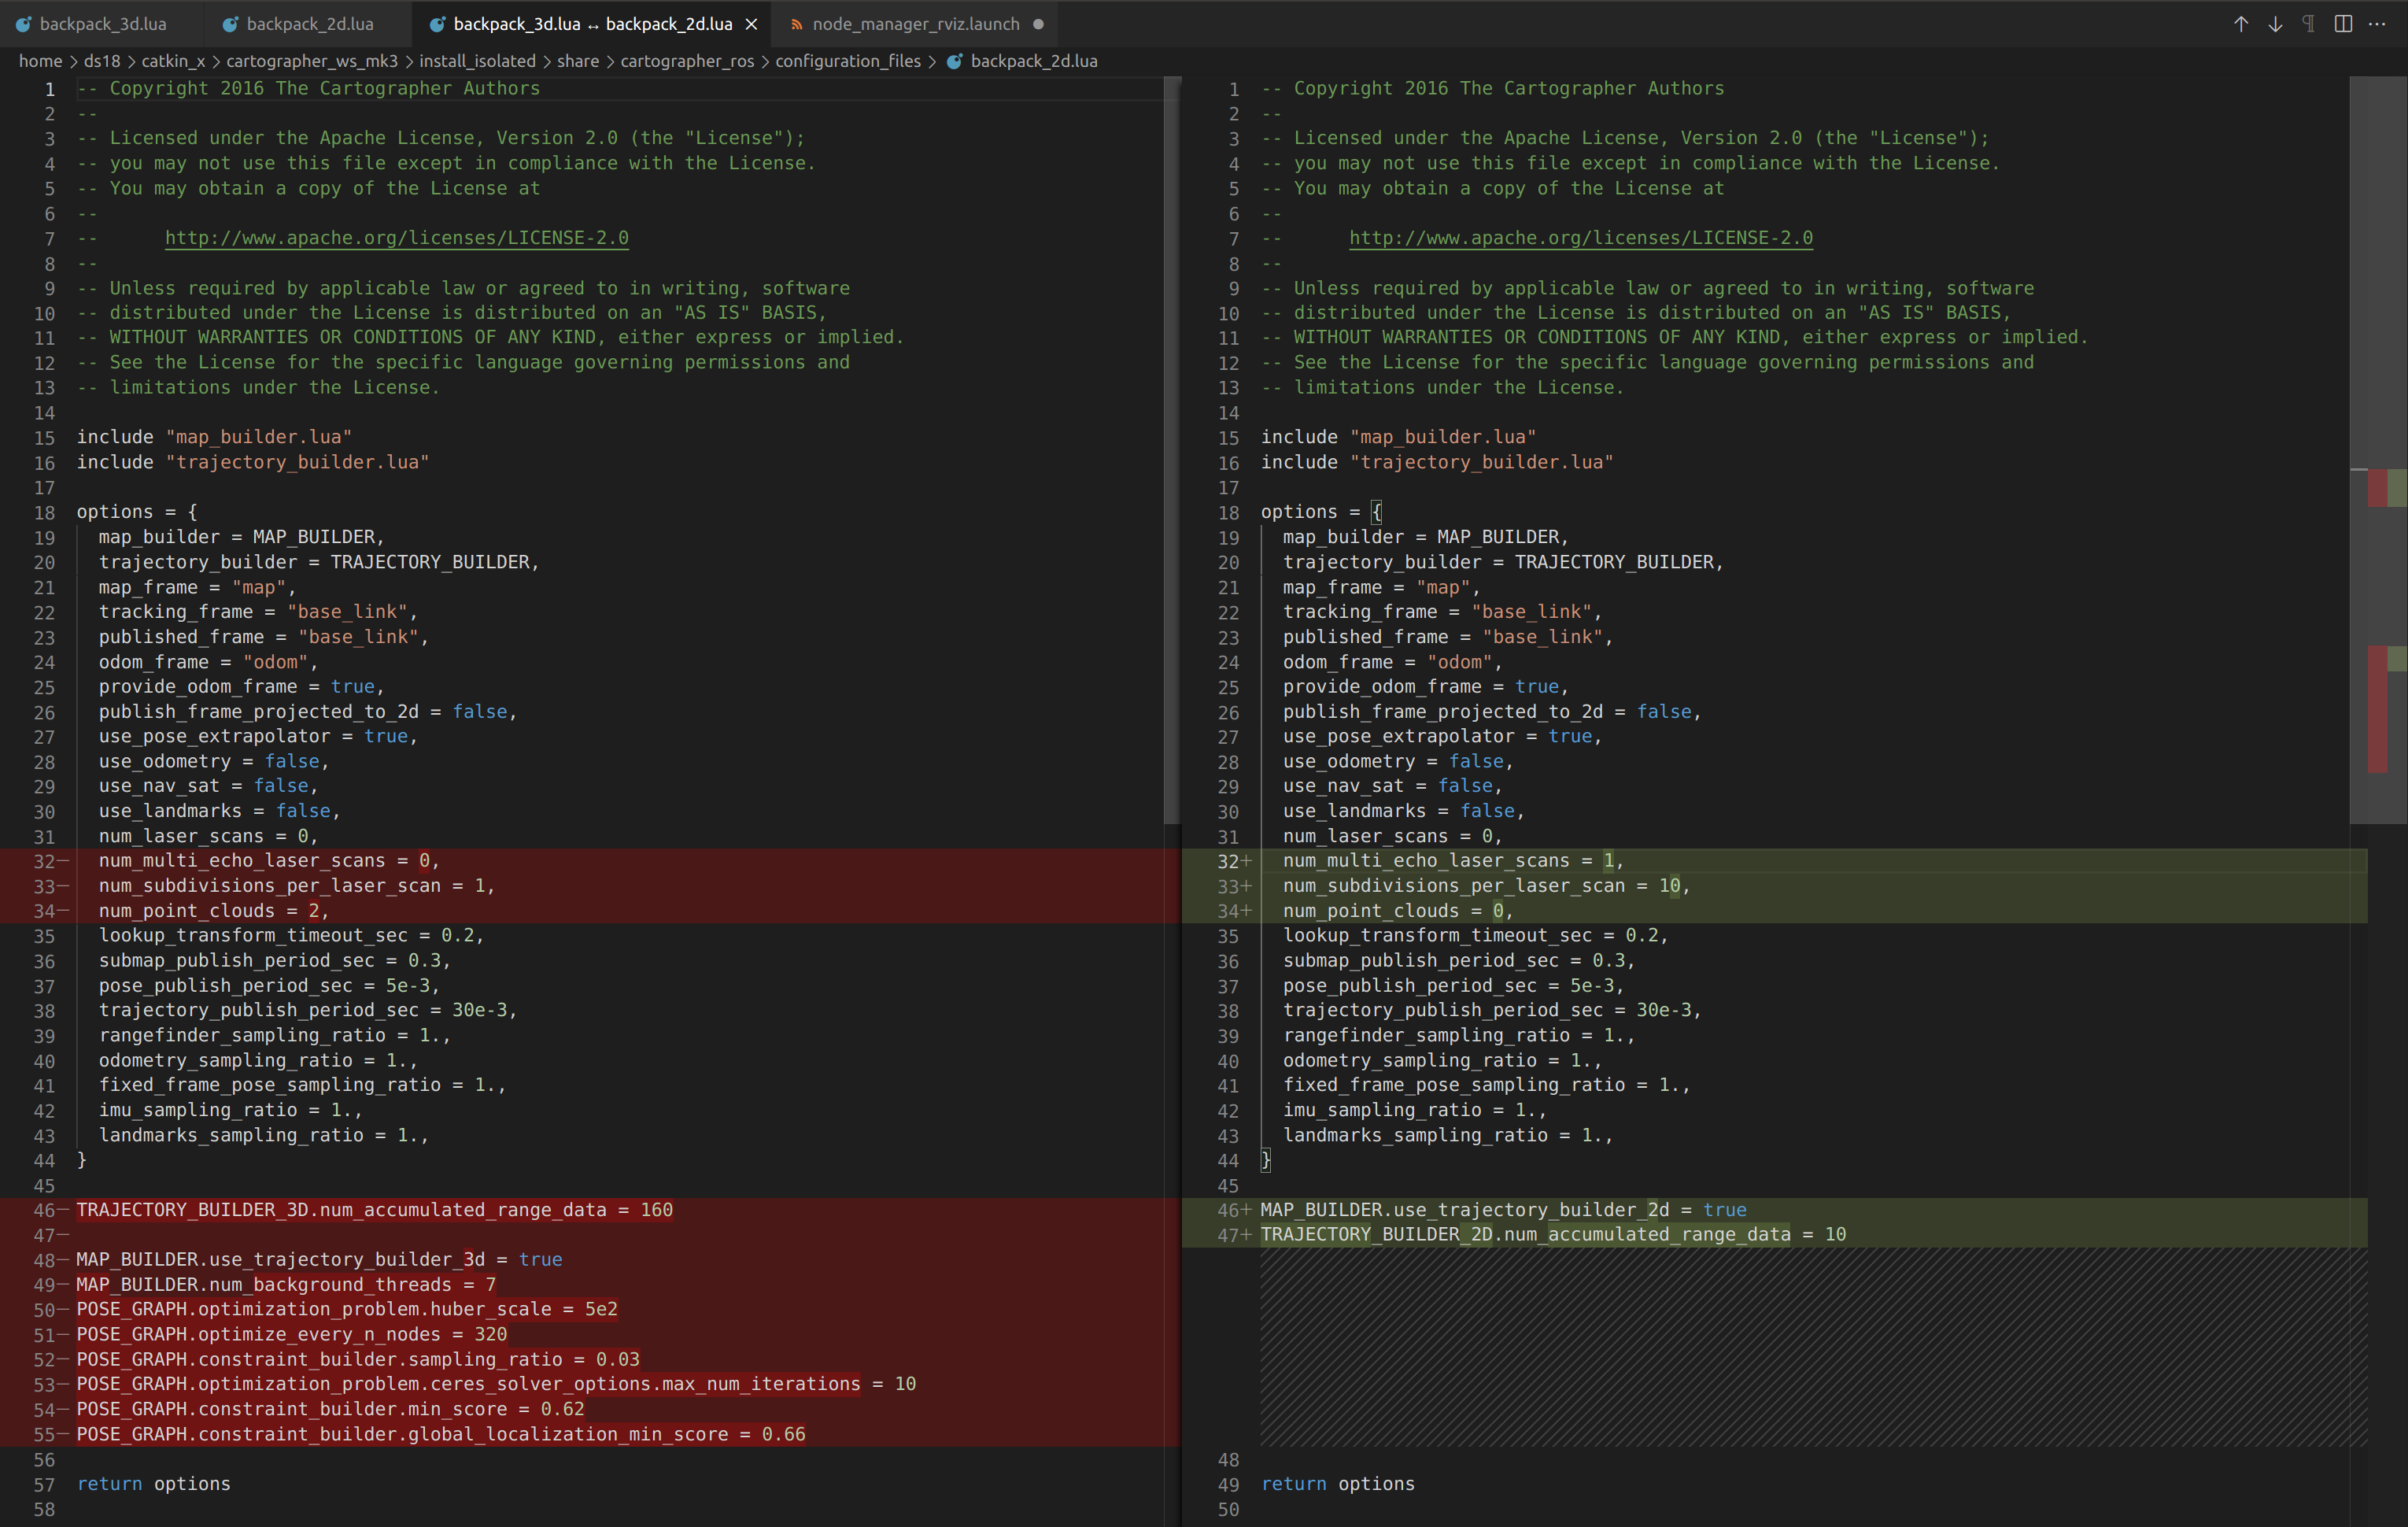 backpack_3d.lua
backpack_2d.lua
backpack_3d.lua ↔ backpack_2d.lua
node_manager_rviz.launch
home > ds18 > catkin_x > cartographer_ws_mk3 > install_isolated > share > cartographer_ros > configuration_files > backpack_2d.lua
1 -- Copyright 2016 The Cartographer Authors
2 --
3 -- Licensed under the Apache License, Version 2.0 (the "License");
4 -- you may not use this file except in compliance with the License.
5 -- You may obtain a copy of the License at
6 --
7 --      http://www.apache.org/licenses/LICENSE-2.0
8 --
9 -- Unless required by applicable law or agreed to in writing, software
10 -- distributed under the License is distributed on an "AS IS" BASIS,
11 -- WITHOUT WARRANTIES OR CONDITIONS OF ANY KIND, either express or implied.
12 -- See the License for the specific language governing permissions and
13 -- limitations under the License.
14
15 include "map_builder.lua"
16 include "trajectory_builder.lua"
17
18 options = {
19   map_builder = MAP_BUILDER,
20   trajectory_builder = TRAJECTORY_BUILDER,
21   map_frame = "map",
22   tracking_frame = "base_link",
23   published_frame = "base_link",
24   odom_frame = "odom",
25   provide_odom_frame = true,
26   publish_frame_projected_to_2d = false,
27   use_pose_extrapolator = true,
28   use_odometry = false,
29   use_nav_sat = false,
30   use_landmarks = false,
31   num_laser_scans = 0,
32−   num_multi_echo_laser_scans = 0,
33−   num_subdivisions_per_laser_scan = 1,
34−   num_point_clouds = 2,
35   lookup_transform_timeout_sec = 0.2,
36   submap_publish_period_sec = 0.3,
37   pose_publish_period_sec = 5e-3,
38   trajectory_publish_period_sec = 30e-3,
39   rangefinder_sampling_ratio = 1.,
40   odometry_sampling_ratio = 1.,
41   fixed_frame_pose_sampling_ratio = 1.,
42   imu_sampling_ratio = 1.,
43   landmarks_sampling_ratio = 1.,
44 }
45
46− TRAJECTORY_BUILDER_3D.num_accumulated_range_data = 160
47−
48− MAP_BUILDER.use_trajectory_builder_3d = true
49− MAP_BUILDER.num_background_threads = 7
50− POSE_GRAPH.optimization_problem.huber_scale = 5e2
51− POSE_GRAPH.optimize_every_n_nodes = 320
52− POSE_GRAPH.constraint_builder.sampling_ratio = 0.03
53− POSE_GRAPH.optimization_problem.ceres_solver_options.max_num_iterations = 10
54− POSE_GRAPH.constraint_builder.min_score = 0.62
55− POSE_GRAPH.constraint_builder.global_localization_min_score = 0.66
56
57 return options
58
1 -- Copyright 2016 The Cartographer Authors
2 --
3 -- Licensed under the Apache License, Version 2.0 (the "License");
4 -- you may not use this file except in compliance with the License.
5 -- You may obtain a copy of the License at
6 --
7 --      http://www.apache.org/licenses/LICENSE-2.0
8 --
9 -- Unless required by applicable law or agreed to in writing, software
10 -- distributed under the License is distributed on an "AS IS" BASIS,
11 -- WITHOUT WARRANTIES OR CONDITIONS OF ANY KIND, either express or implied.
12 -- See the License for the specific language governing permissions and
13 -- limitations under the License.
14
15 include "map_builder.lua"
16 include "trajectory_builder.lua"
17
18 options = {
19   map_builder = MAP_BUILDER,
20   trajectory_builder = TRAJECTORY_BUILDER,
21   map_frame = "map",
22   tracking_frame = "base_link",
23   published_frame = "base_link",
24   odom_frame = "odom",
25   provide_odom_frame = true,
26   publish_frame_projected_to_2d = false,
27   use_pose_extrapolator = true,
28   use_odometry = false,
29   use_nav_sat = false,
30   use_landmarks = false,
31   num_laser_scans = 0,
32+   num_multi_echo_laser_scans = 1,
33+   num_subdivisions_per_laser_scan = 10,
34+   num_point_clouds = 0,
35   lookup_transform_timeout_sec = 0.2,
36   submap_publish_period_sec = 0.3,
37   pose_publish_period_sec = 5e-3,
38   trajectory_publish_period_sec = 30e-3,
39   rangefinder_sampling_ratio = 1.,
40   odometry_sampling_ratio = 1.,
41   fixed_frame_pose_sampling_ratio = 1.,
42   imu_sampling_ratio = 1.,
43   landmarks_sampling_ratio = 1.,
44 }
45
46+ MAP_BUILDER.use_trajectory_builder_2d = true
47+ TRAJECTORY_BUILDER_2D.num_accumulated_range_data = 10
48
49 return options
50